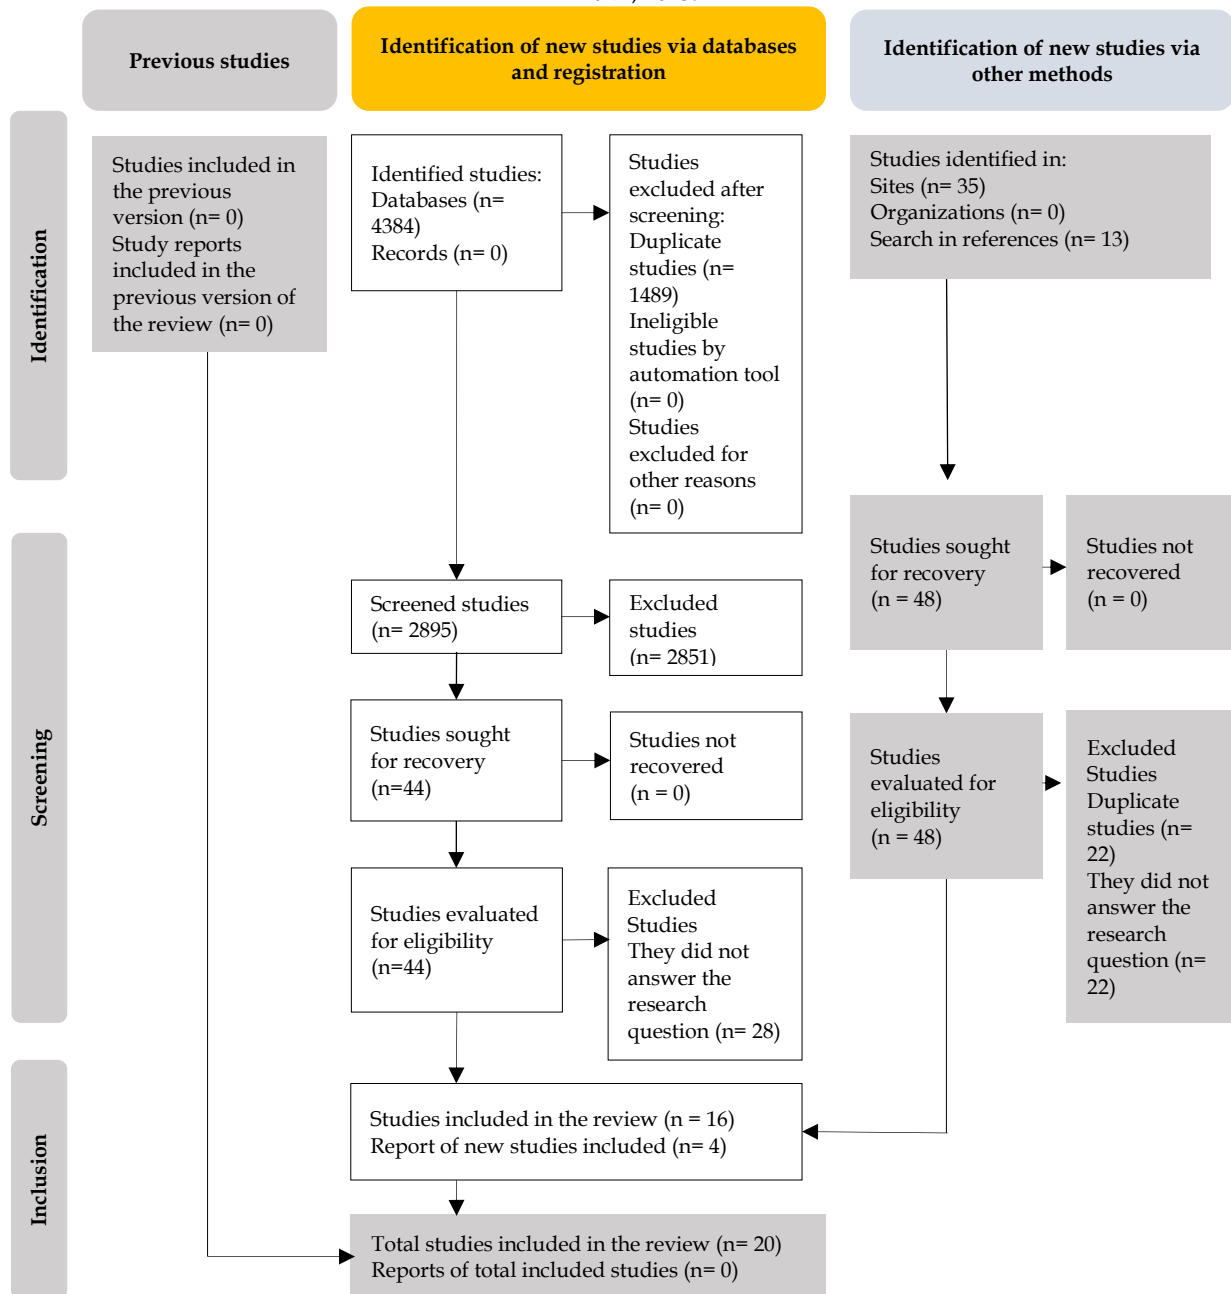 Previous studies
Identification of new studies via databases
and registration
Identification of new studies via
other methods
Identification
Studies included in
the previous
version (n= 0)
Study reports
included in the
previous version of
the review (n= 0)
Identified studies:
Databases (n=
4384)
Records (n= 0)
Studies
excluded after
screening:
Duplicate
studies (n=
1489)
Ineligible
studies by
automation tool
(n= 0)
Studies
excluded for
other reasons
(n= 0)
Studies identified in:
Sites (n= 35)
Organizations (n= 0)
Search in references (n= 13)
Screening
Screened studies
(n= 2895)
Excluded
studies
(n= 2851)
Studies sought
for recovery
(n=44)
Studies not
recovered
(n = 0)
Studies evaluated
for eligibility
(n=44)
Excluded
Studies
They did not
answer the
research
question (n= 28)
Studies sought
for recovery
(n = 48)
Studies not
recovered
(n = 0)
Studies
evaluated for
eligibility
(n = 48)
Excluded
Studies
Duplicate
studies (n=
22)
They did not
answer the
research
question (n=
22)
Inclusion
Studies included in the review (n = 16)
Report of new studies included (n= 4)
Total studies included in the review (n= 20)
Reports of total included studies (n= 0)